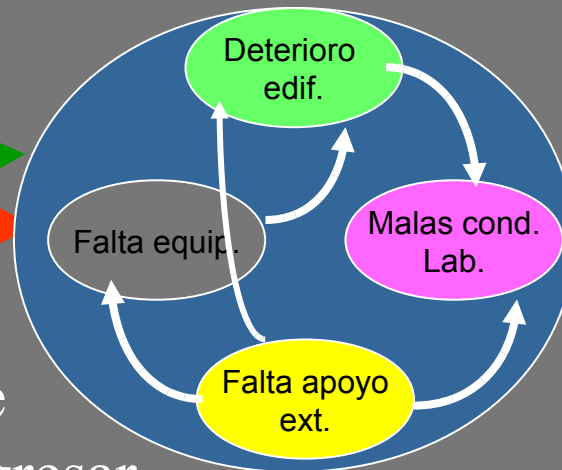 Deterioro
edif.
Falta equip.
Malas cond.
Lab.
Falta apoyo
ext.